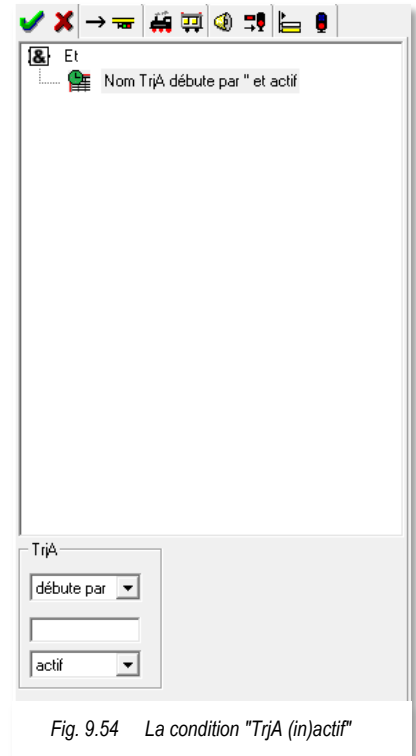 & Et
Nom TrjA débute par '' et actif
TrjA
débute par
actif
Fig. 9.54 La condition "TrjA (in)actif"